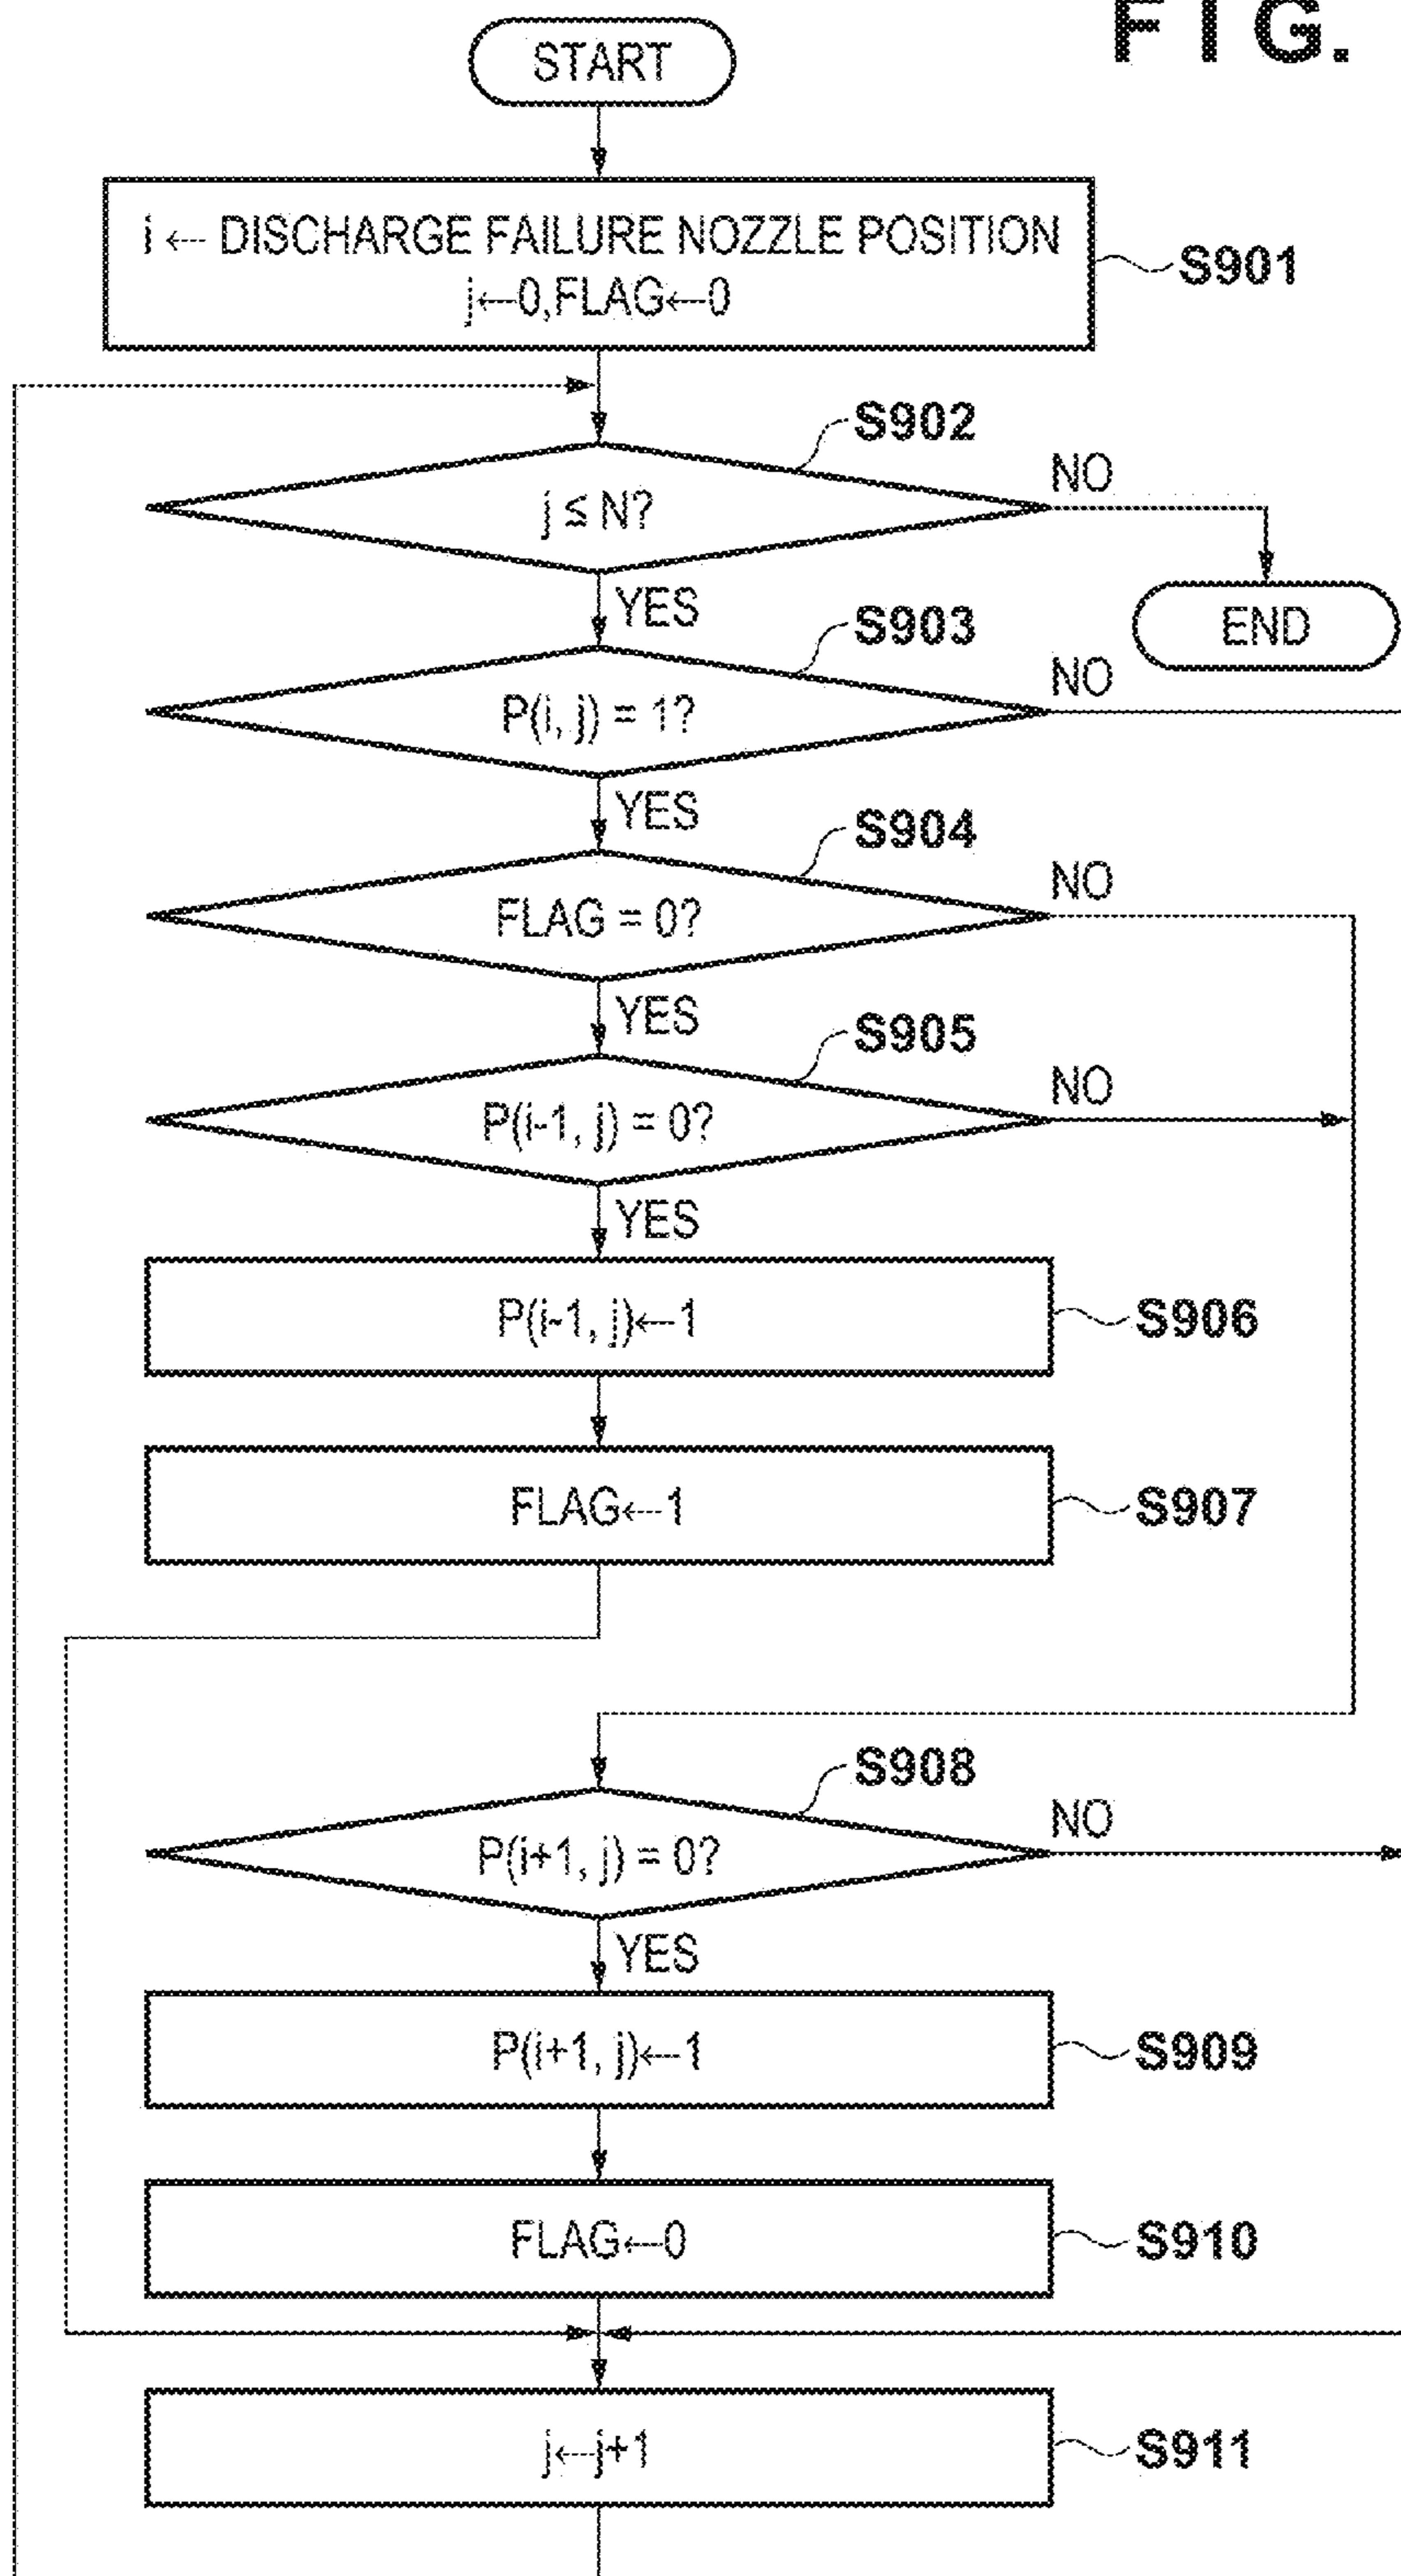 FIG.
START
i ← DISCHARGE FAILURE NOZZLE POSITION
j←0,FLAG←0
S901
S902
j ≤ N?
NO
YES
END
S903
P(i, j) = 1?
NO
YES
S904
FLAG = 0?
NO
YES
S905
P(i-1, j) = 0?
NO
YES
P(i-1, j)←1
S906
FLAG←1
S907
S908
P(i+1, j) = 0?
NO
YES
P(i+1, j)←1
S909
FLAG←0
S910
j←j+1
S911